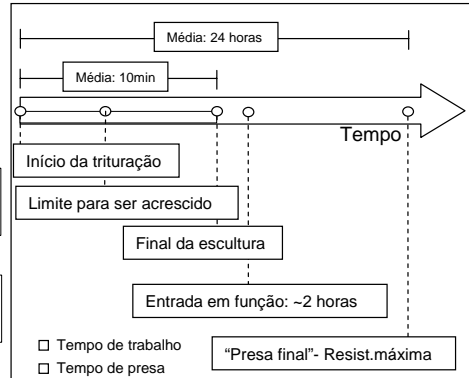 Média: 24 horas
Média: 10min
Tempo
Início da trituração
Limite para ser acrescido
Final da escultura
Entrada em função: ~2 horas
Tempo de trabalho
Tempo de presa
“Presa final”- Resist.máxima